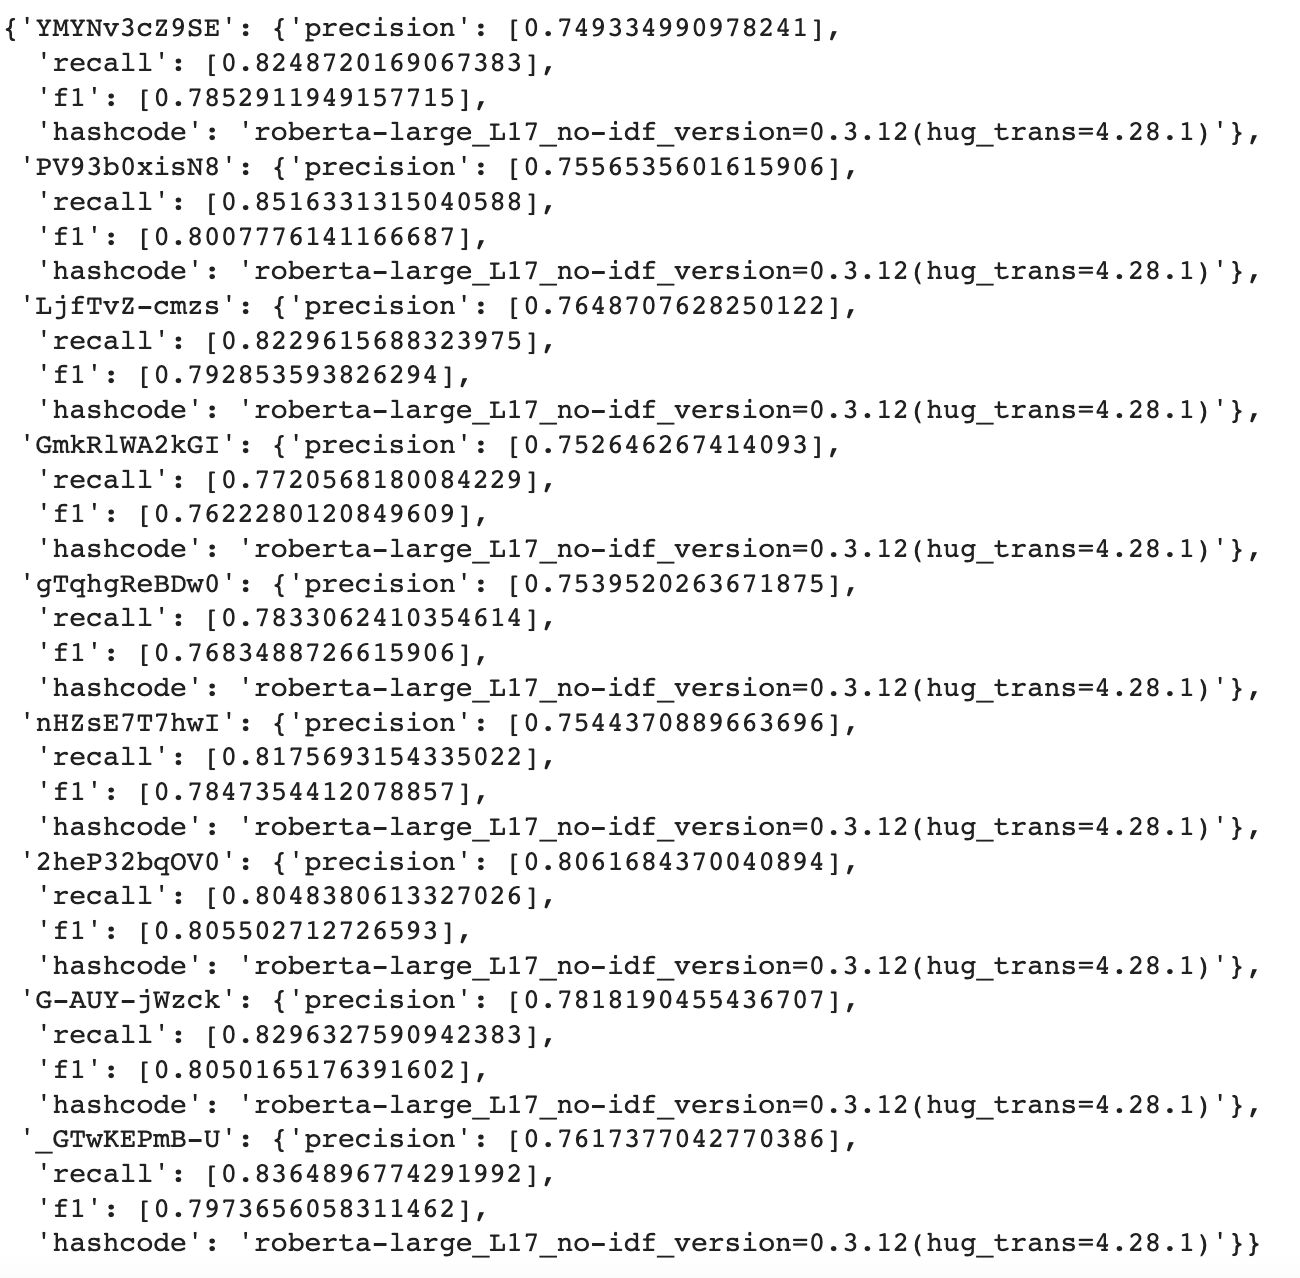 {'YMYNv3cZ9SE': {'precision': [0.749334990978241],
'recall': [0.8248720169067383],
'f1': [0.7852911949157715],
'hashcode': 'roberta-large_L17_no-idf_version=0.3.12(hug_trans=4.28.1)'},
'PV93b0xisN8': {'precision': [0.7556535601615906],
'recall': [0.8516331315040588],
'f1': [0.8007776141166687],
'hashcode': 'roberta-large_L17_no-idf_version=0.3.12(hug_trans=4.28.1)'},
'LjfTvZ-cmzs': {'precision': [0.7648707628250122],
'recall': [0.8229615688323975],
'f1': [0.792853593826294],
'hashcode': 'roberta-large_L17_no-idf_version=0.3.12(hug_trans=4.28.1)'},
'GmkRlWA2kGI': {'precision': [0.752646267414093],
'recall': [0.7720568180084229],
'f1': [0.7622280120849609],
'hashcode': 'roberta-large_L17_no-idf_version=0.3.12(hug_trans=4.28.1)'},
'gTqhgReBDw0': {'precision': [0.7539520263671875],
'recall': [0.7833062410354614],
'f1': [0.7683488726615906],
'hashcode': 'roberta-large_L17_no-idf_version=0.3.12(hug_trans=4.28.1)'},
'nHZsE7T7hwI': {'precision': [0.7544370889663696],
'recall': [0.8175693154335022],
'f1': [0.7847354412078857],
'hashcode': 'roberta-large_L17_no-idf_version=0.3.12(hug_trans=4.28.1)'},
'2heP32bqOV0': {'precision': [0.8061684370040894],
'recall': [0.8048380613327026],
'f1': [0.805502712726593],
'hashcode': 'roberta-large_L17_no-idf_version=0.3.12(hug_trans=4.28.1)'},
'G-AUY-jWzck': {'precision': [0.7818190455436707],
'recall': [0.8296327590942383],
'f1': [0.8050165176391602],
'hashcode': 'roberta-large_L17_no-idf_version=0.3.12(hug_trans=4.28.1)'},
'_GTwKEPmB-U': {'precision': [0.7617377042770386],
'recall': [0.8364896774291992],
'f1': [0.7973656058311462],
'hashcode': 'roberta-large_L17_no-idf_version=0.3.12(hug_trans=4.28.1)'}}